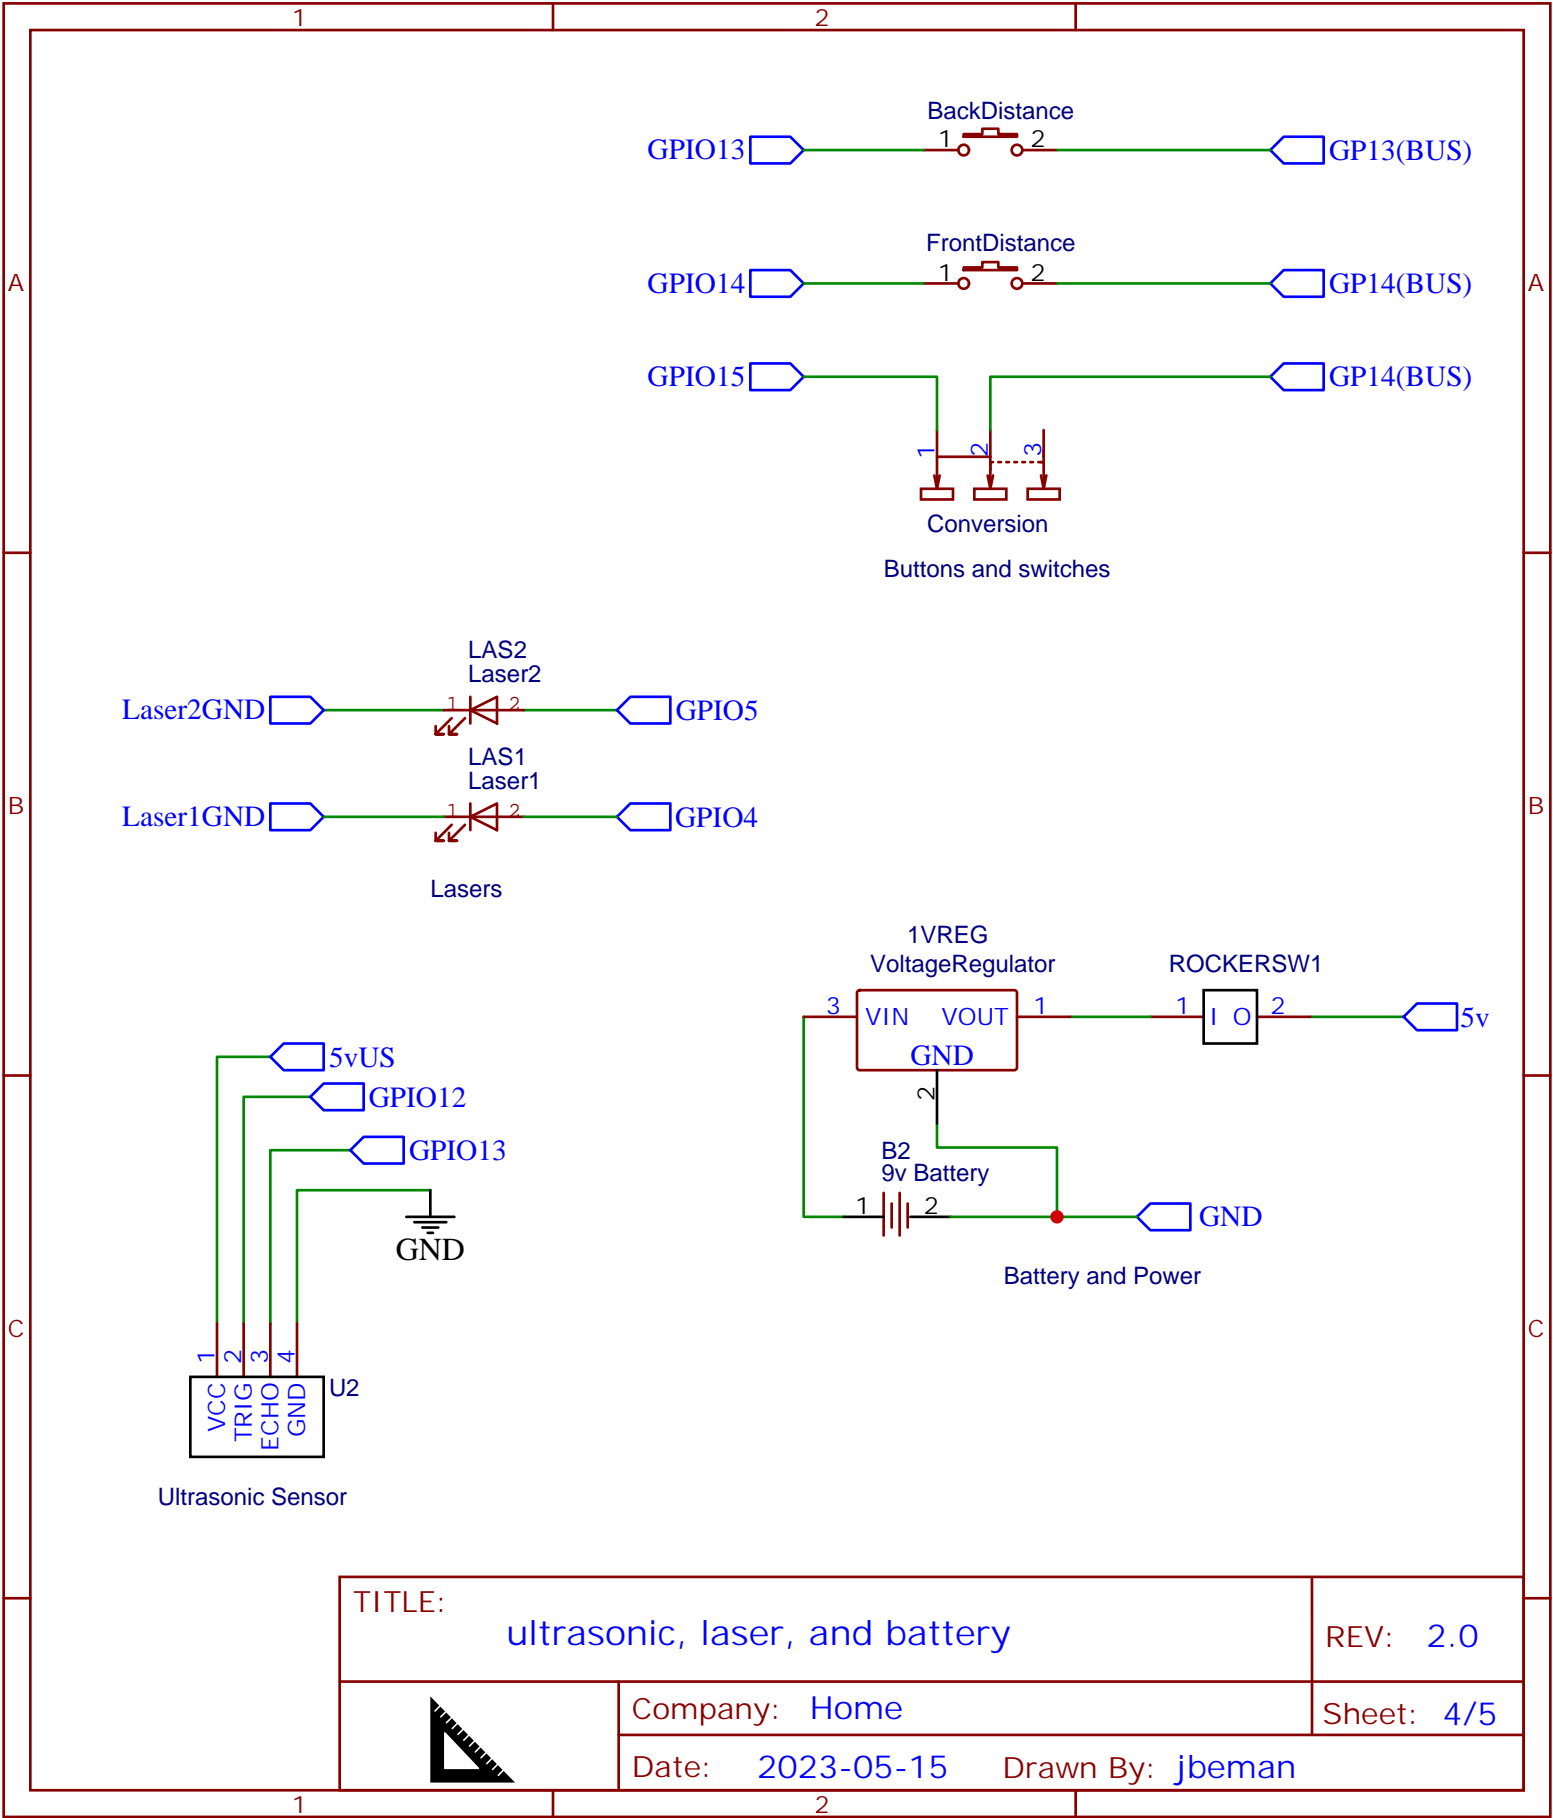 1 2
BackDistance
GPIO13 1 2 GP13(BUS)
FrontDistance
A GPIO14 1 2 GP14(BUS) A
GPIO15 GP14(BUS)
1 2 3
Conversion
Buttons and switches
LAS2
Laser2
Laser2GND 1 2 GPIO5
LAS1
Laser1
Laser1GND 1 2 GPIO4
B B
Lasers
1VREG
VoltageRegulator ROCKERSW1
3 VIN VOUT 1 1 I O 2 5v
GND
2
B2
9v Battery
1 2 GND
Battery and Power
5vUS
GPIO12
GPIO13
GND
C C
1 2 3 4
VCC TRIG ECHO GND U2
Ultrasonic Sensor
TITLE:
ultrasonic, laser, and battery
REV: 2.0
Company: Home
Sheet: 4/5
Date: 2023-05-15 Drawn By: jbeman
1 2